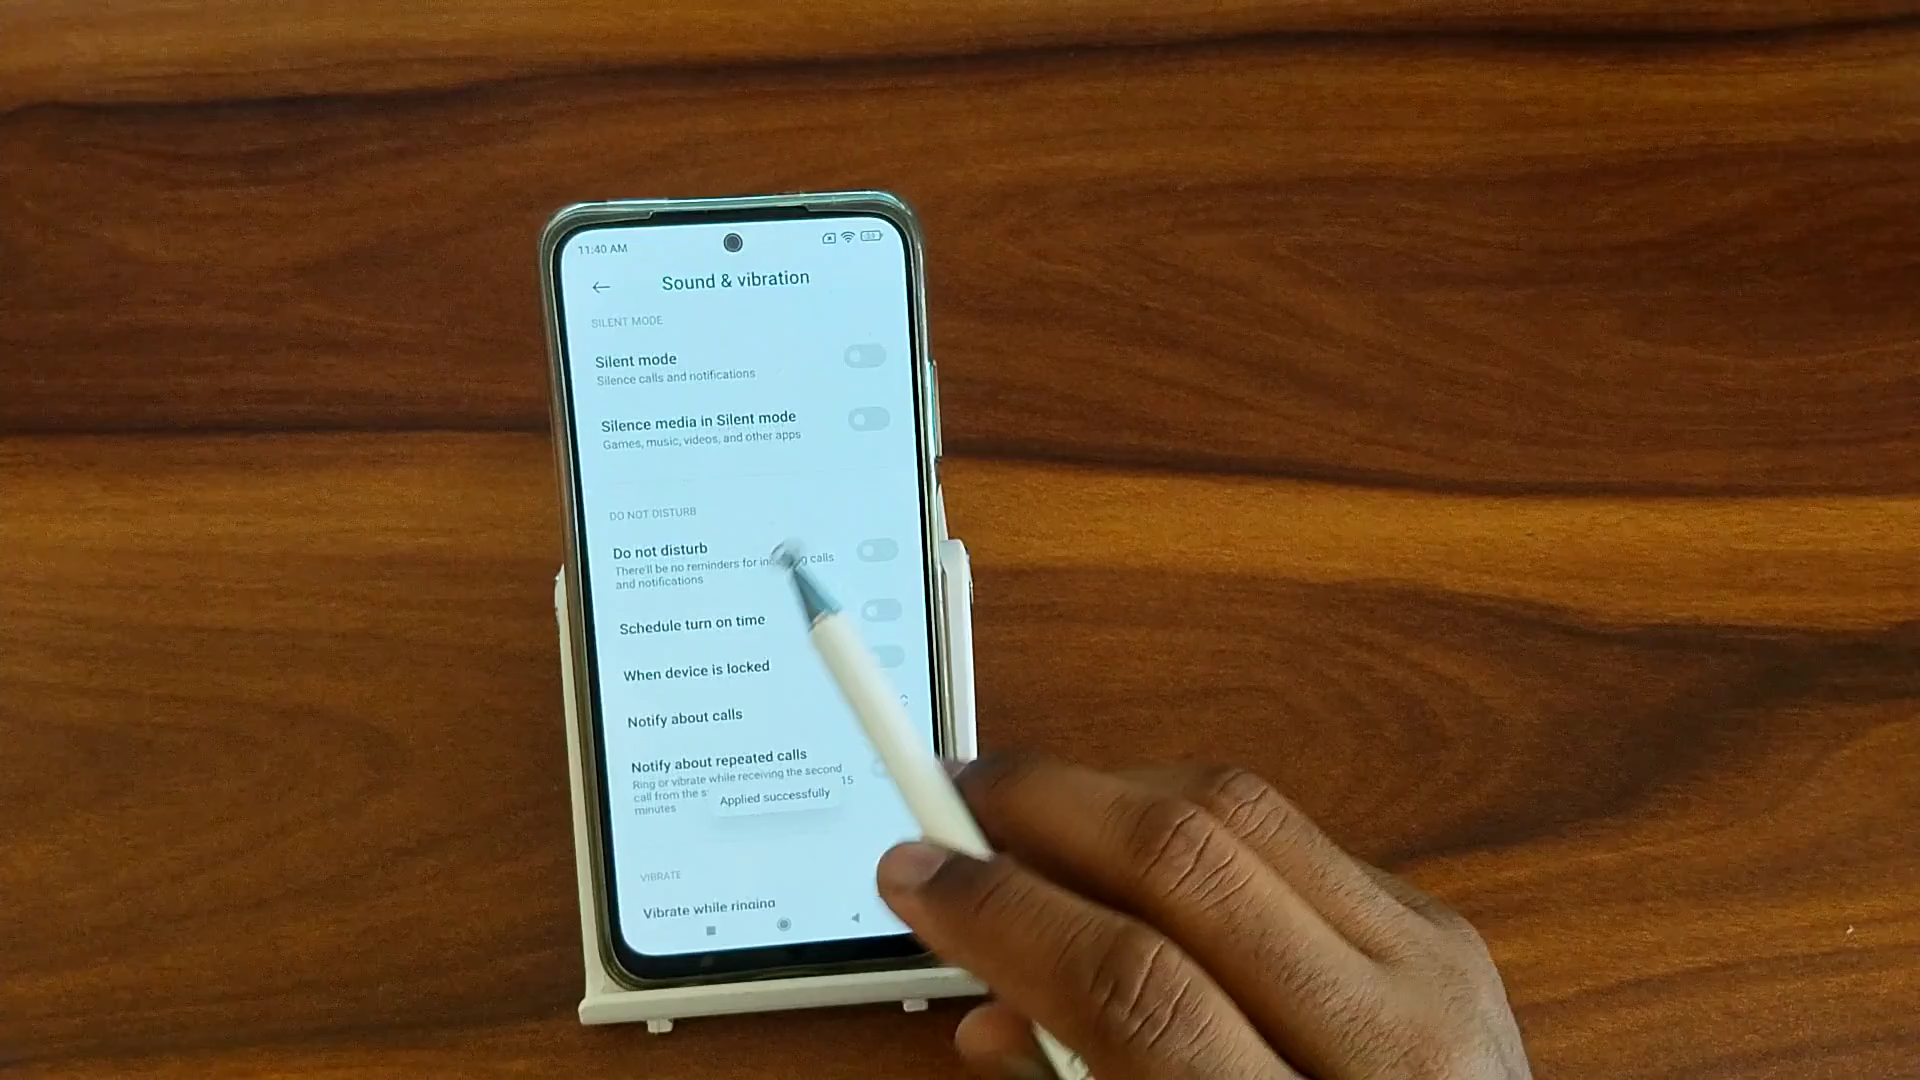 11:40 AM
Sound & vibration
SILENT MODE
Silent mode
Silence calls and notifications
Silence media in Silent mode
Games, music, videos, and other apps
DO NOT DISTURB
Do not disturb
There'll be no reminders for calls
and notifications
Schedule turn on time
When device is locked
Notify about calls
Notify about repeated calls
Ring or vibrate while receiving the second
call from the 15
minutes
Applied successfully
VIBRATE
Vibrate while ringing